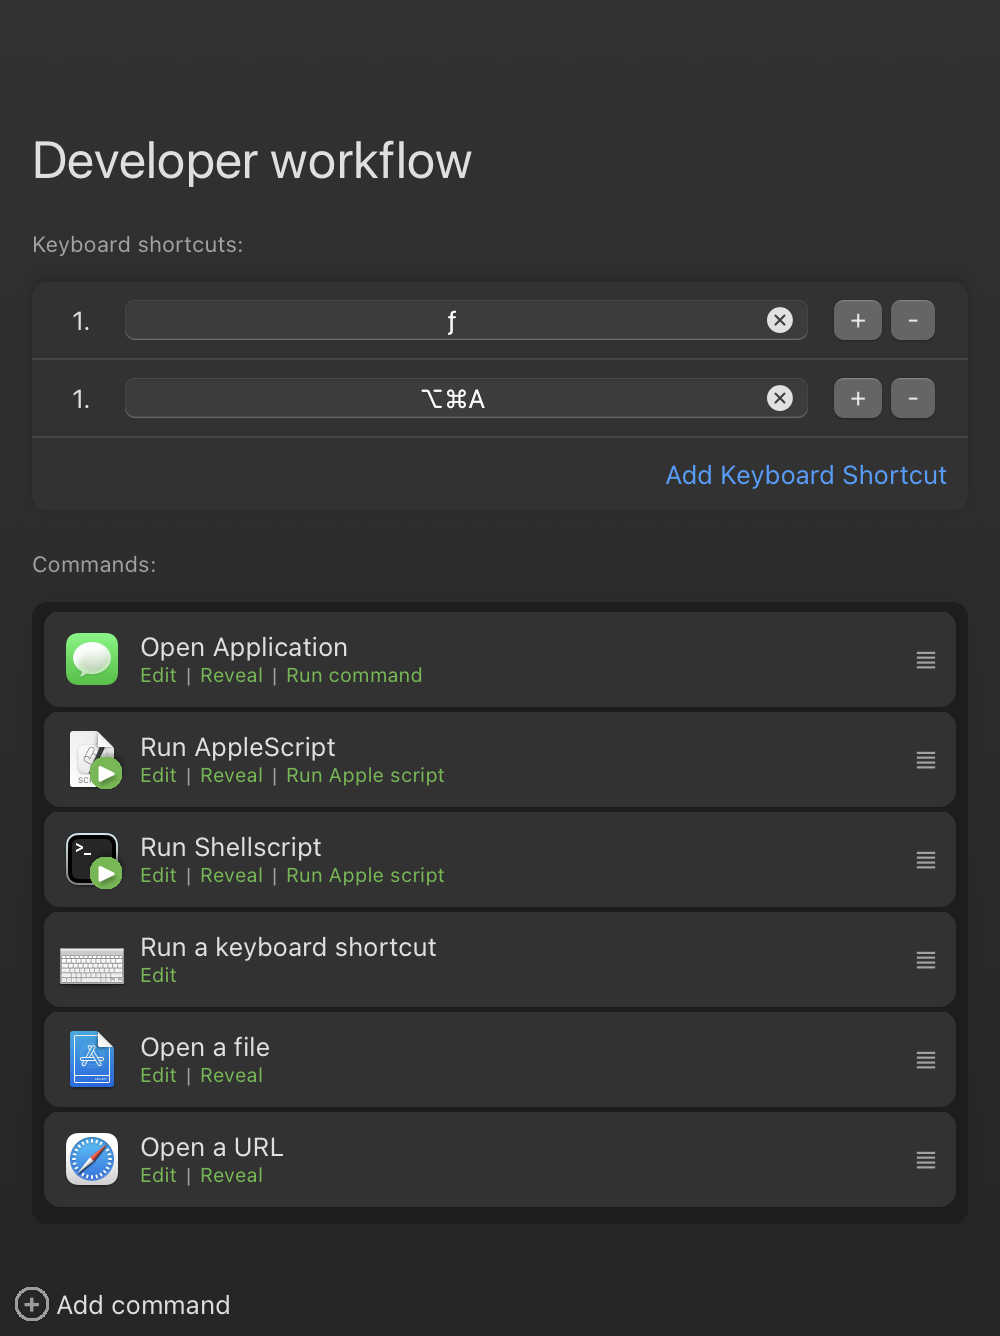 Developer workflow
Keyboard shortcuts:
1. ƒ + -
1. ⌥⌘A + -
Add Keyboard Shortcut
Commands:
Open Application
Edit | Reveal | Run command
Run AppleScript
Edit | Reveal | Run Apple script
Run Shellscript
Edit | Reveal | Run Apple script
Run a keyboard shortcut
Edit
Open a file
Edit | Reveal
Open a URL
Edit | Reveal
Add command